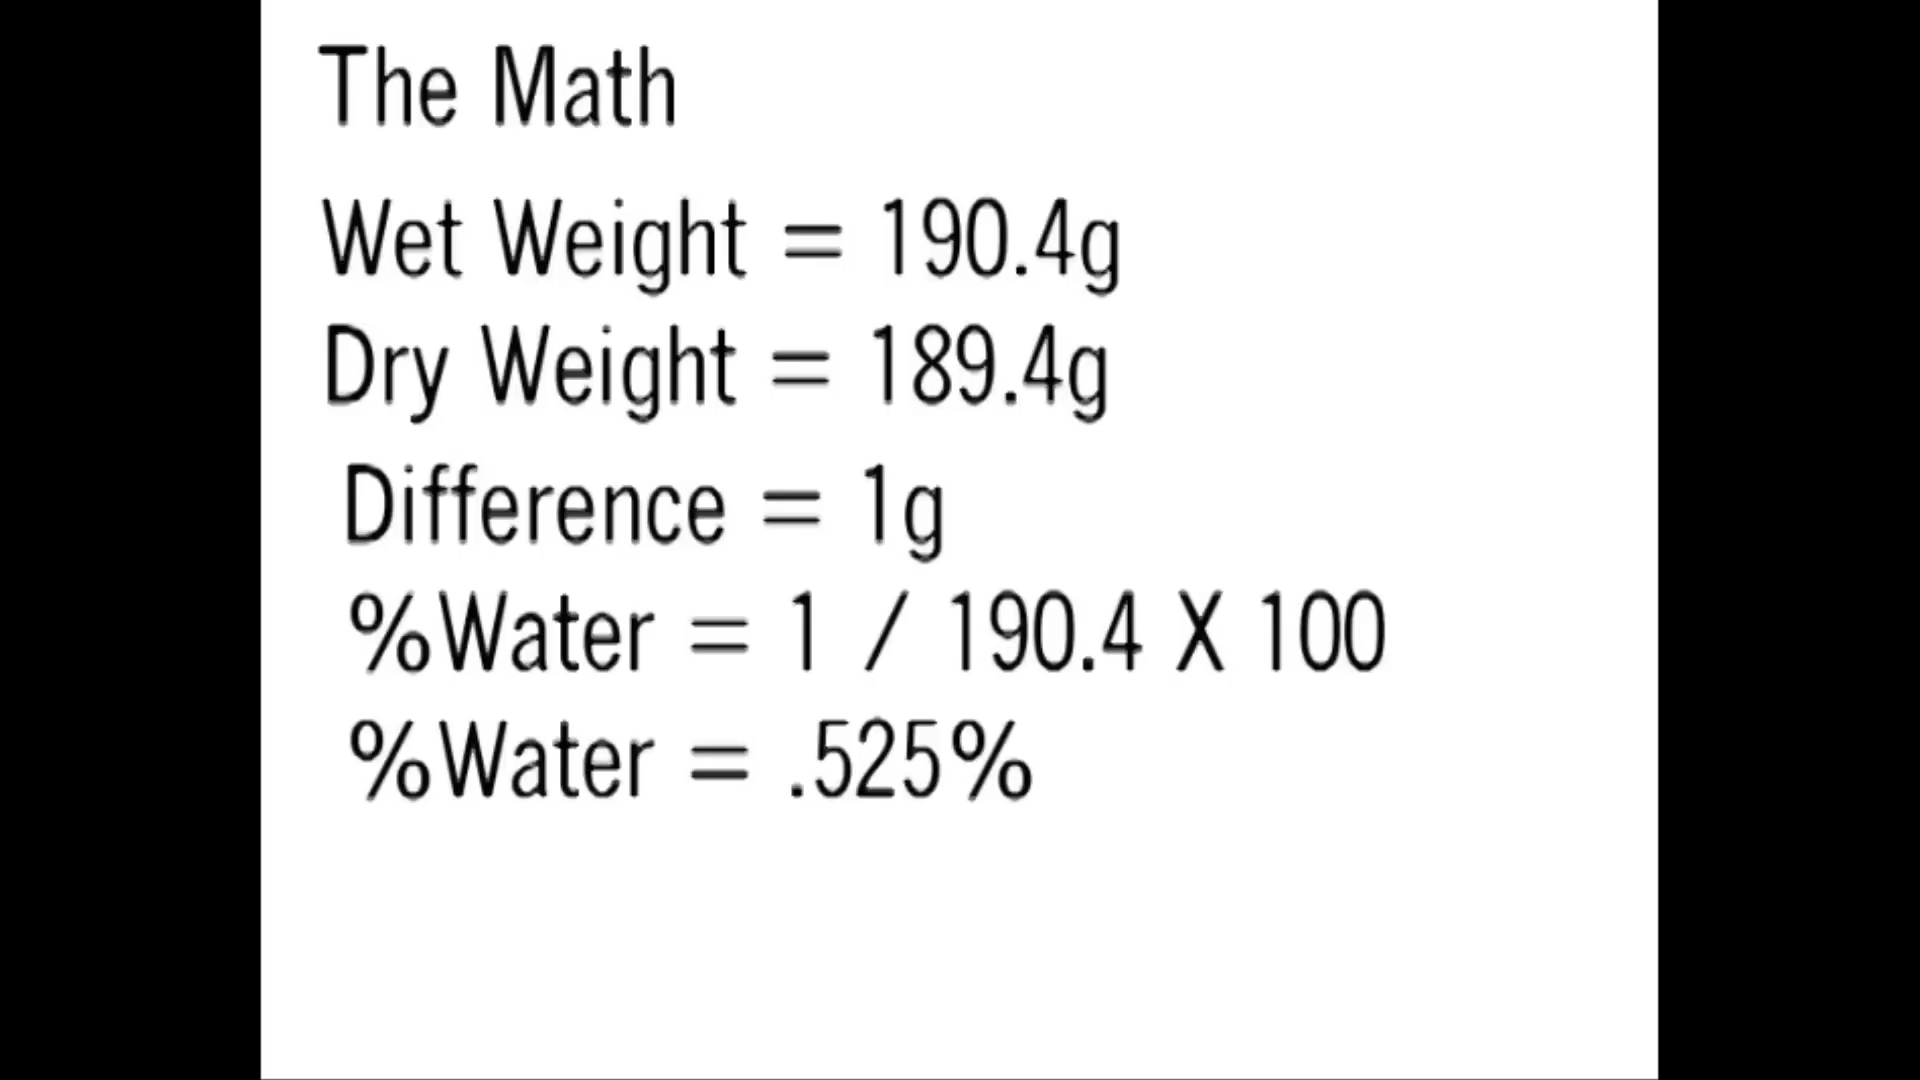 The Math
Wet Weight = 190.4g
Dry Weight = 189.4g
Difference = 1g
%Water = 1 / 190.4 X 100
%Water = .525%